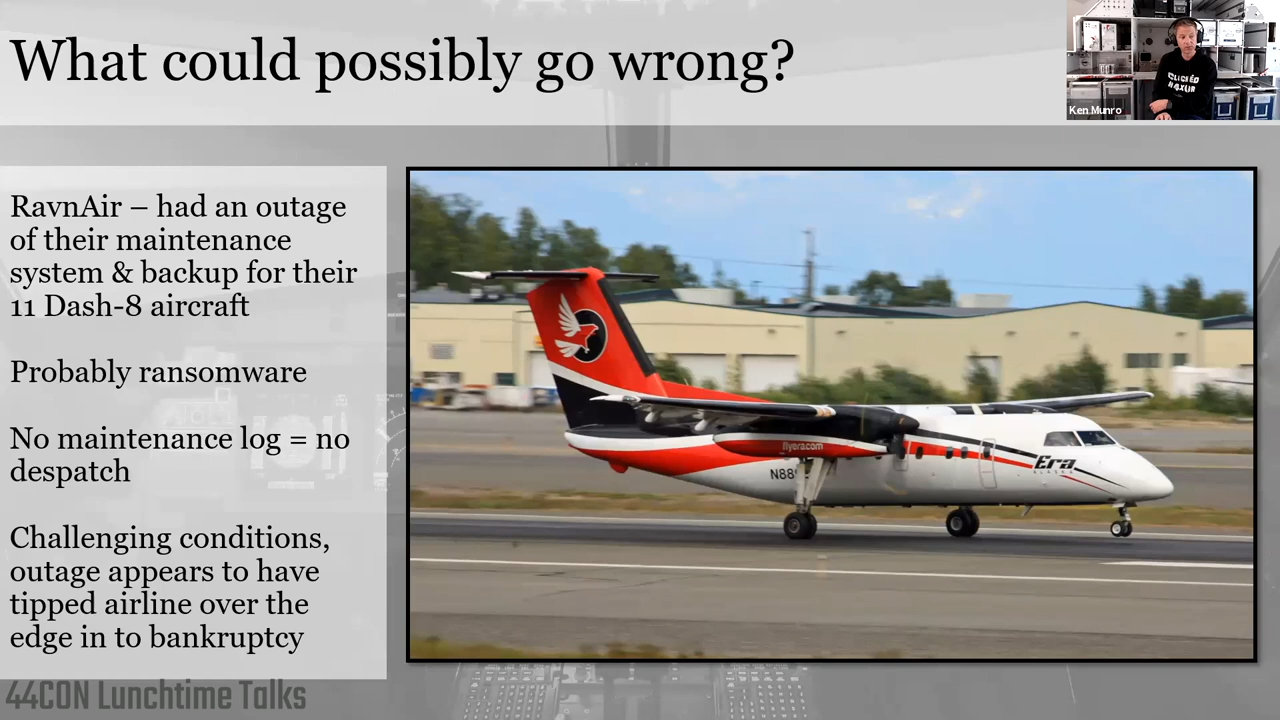 What could possibly go wrong?
Ken Munro
RavnAir – had an outage
of their maintenance
system & backup for their
11 Dash-8 aircraft
Probably ransomware
No maintenance log = no
despatch
Challenging conditions,
outage appears to have
tipped airline over the
edge in to bankruptcy
flyera.com
Era
ALASKA
44CON Lunchtime Talks